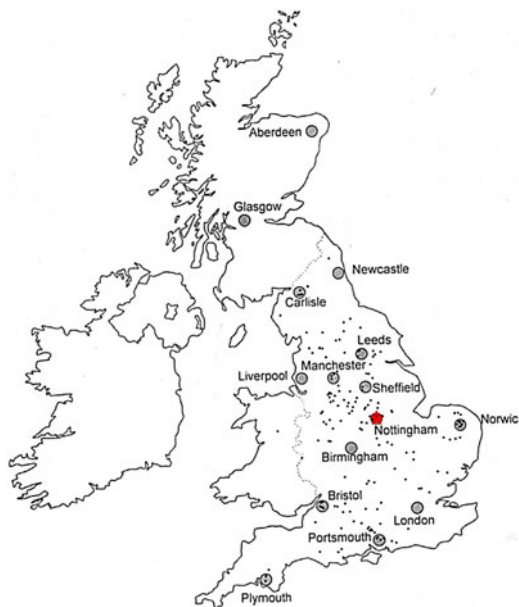 Aberdeen
Glasgow
Newcastle
Carlisle
Leeds
Manchester
Liverpool
Sheffield
Norwic
Nottingham
Birmingham
Bristol
London
Portsmouth
Plymouth